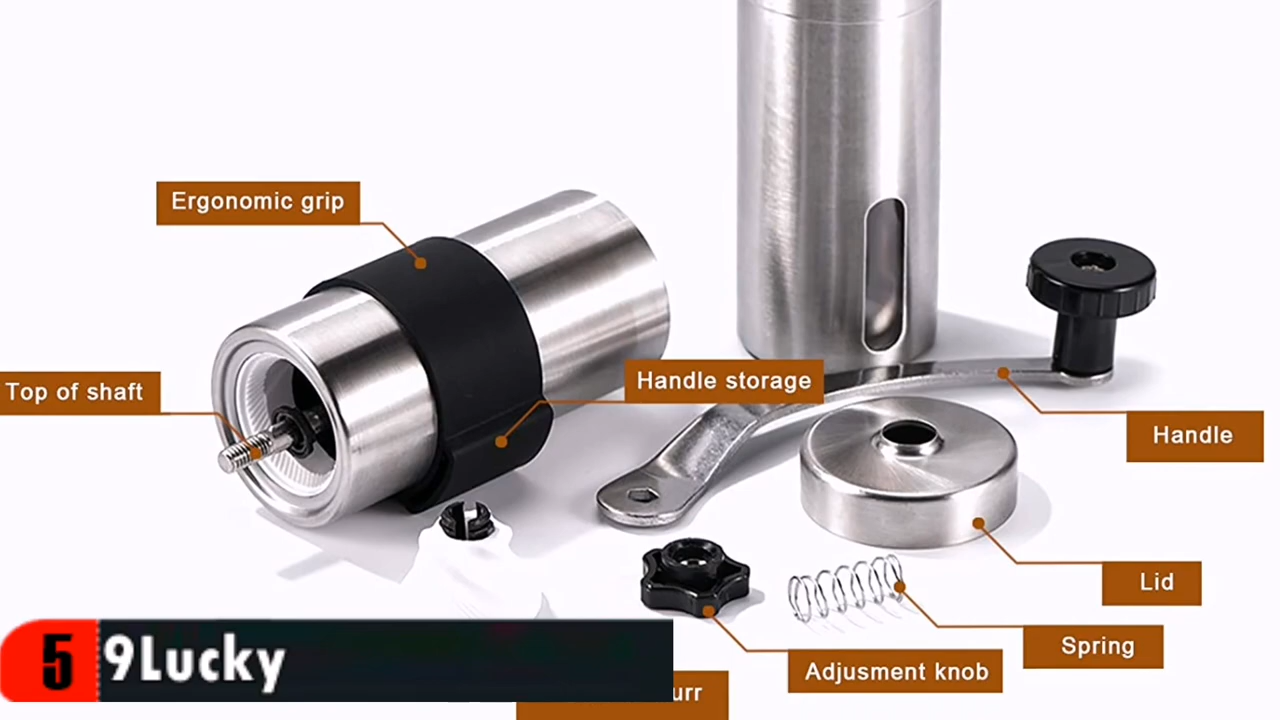 Ergonomic grip
Top of shaft
Handle storage
Handle
Lid
Spring
Adjusment knob
5 9Lucky